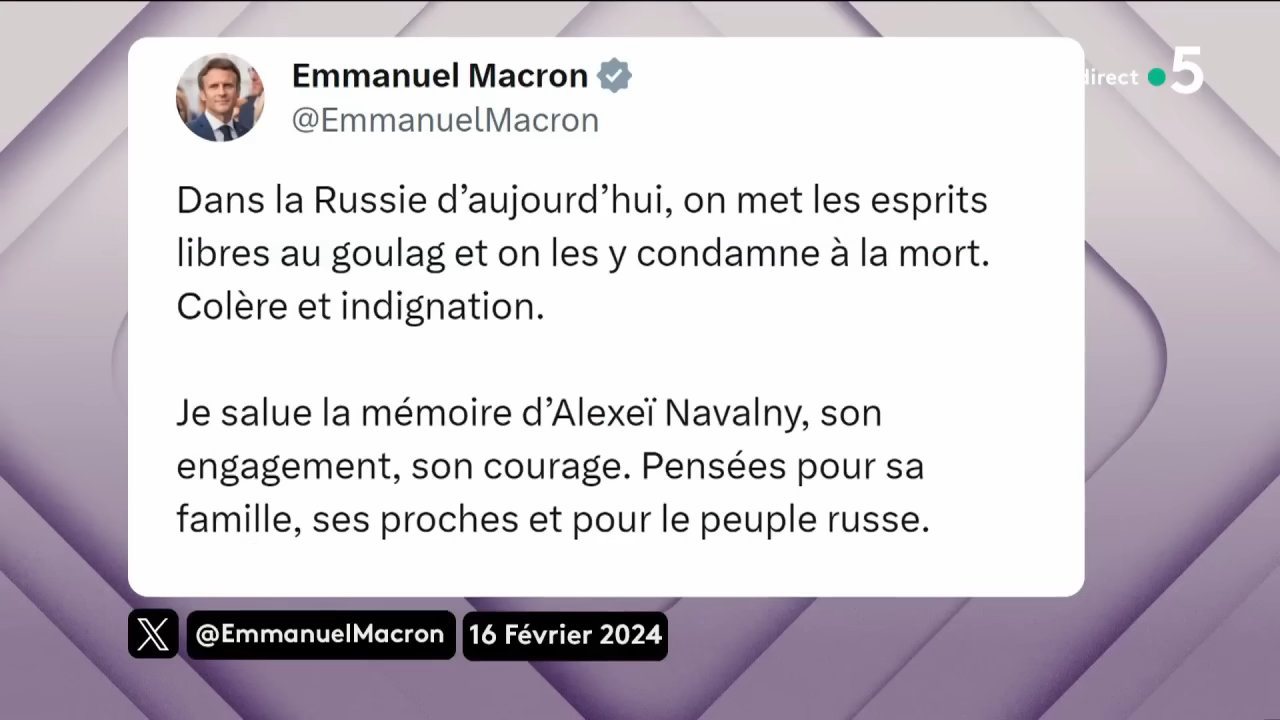 Emmanuel Macron
@EmmanuelMacron
direct 5
Dans la Russie d’aujourd’hui, on met les esprits
libres au goulag et on les y condamne à la mort.
Colère et indignation.
Je salue la mémoire d’Alexeï Navalny, son
engagement, son courage. Pensées pour sa
famille, ses proches et pour le peuple russe.
@EmmanuelMacron 16 Février 2024